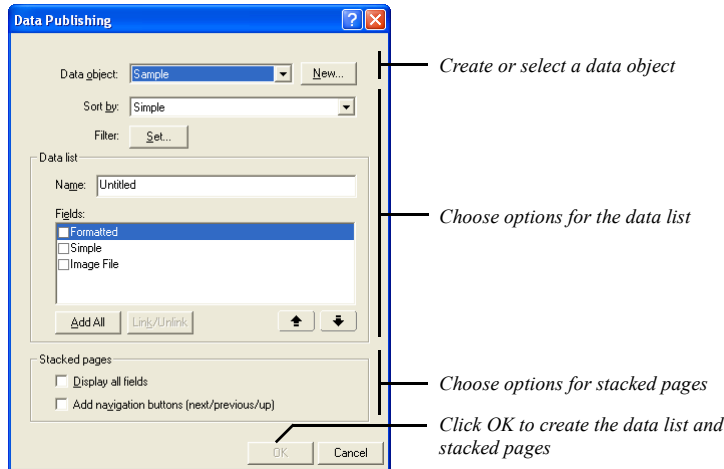 Data Publishing
Data object: Sample New...
Create or select a data object
Sort by: Simple
Filter: Set...
Data list
Name: Untitled
Fields:
Formatted
Simple
Image File
Choose options for the data list
Add All Link/Unlink
Stacked pages
Display all fields
Add navigation buttons (next/previous/up)
Choose options for stacked pages
Click OK to create the data list and
stacked pages
OK Cancel